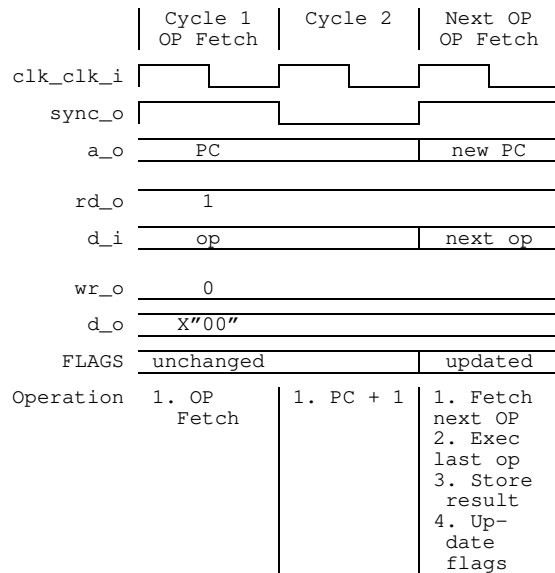 Cycle 1 Cycle 2 Next OP
OP Fetch OP Fetch
clk_clk_i
sync_o
a_o PC new PC
rd_o 1
d_i op next op
wr_o 0
d_o X"00"
FLAGS unchanged updated
Operation 1. OP 1. PC + 1 1. Fetch
Fetch next OP
2. Exec
last op
3. Store
result
4. Up-
date
flags